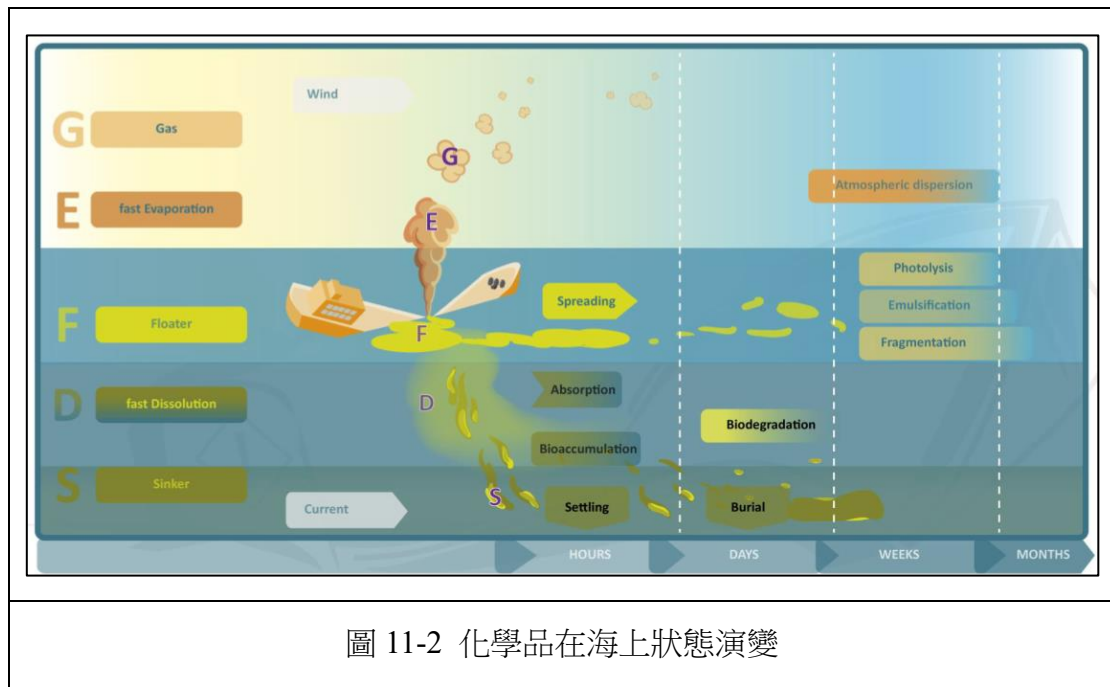 Wind
G
Gas
G
E
fast Evaporation
E
Atmospheric dispersion
Photolysis
Spreading
Emulsification
F
Floater
F
Fragmentation
D
fast Dissolution
D
Absorption
Biodegradation
Bioaccumulation
S
Sinker
S
Settling
Burial
Current
HOURS
DAYS
WEEKS
MONTHS
圖 11-2 化學品在海上狀態演變